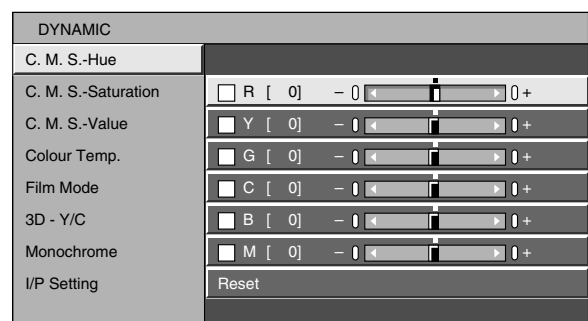 DYNAMIC
C. M. S.-Hue
C. M. S.-Saturation
R [ 0] – +
C. M. S.-Value
Y [ 0] – +
Colour Temp.
G [ 0] – +
Film Mode
C [ 0] – +
3D - Y/C
B [ 0] – +
Monochrome
M [ 0] – +
I/P Setting
Reset